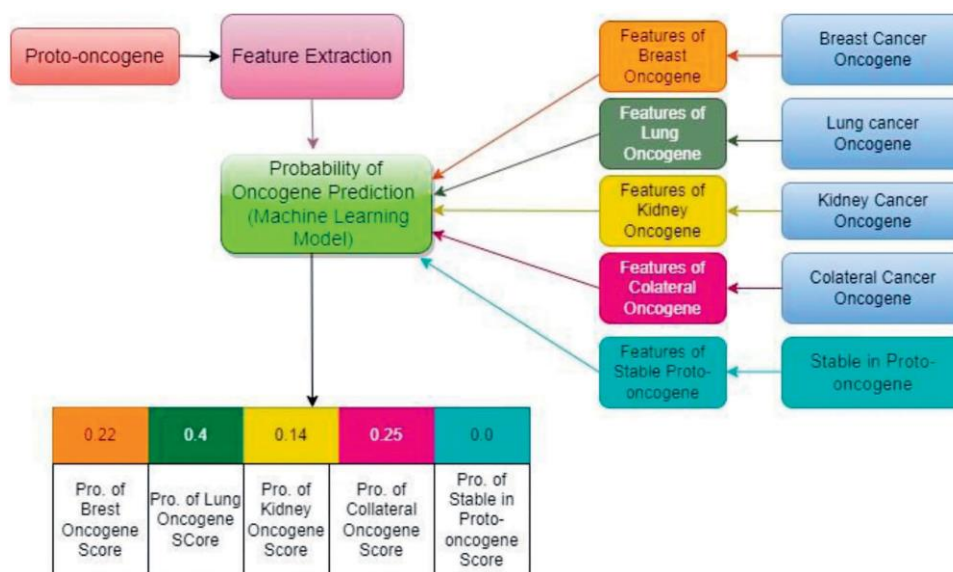 Proto-oncogene
Feature Extraction
Features of
Breast
Oncogene
Breast Cancer
Oncogene
Features of
Lung
Oncogene
Lung cancer
Oncogene
Probability of
Oncogene Prediction
(Machine Learning
Model)
Features of
Kidney
Oncogene
Kidney Cancer
Oncogene
Features of
Colateral
Oncogene
Colateral Cancer
Oncogene
Features of
Stable Proto-
oncogene
Stable in Proto-
oncogene
0.22
0.4
0.14
0.25
0.0
Pro. of
Brest
Oncogene
Score
Pro. of Lung
Oncogene
SCore
Pro. of
Kidney
Oncogene
Score
Pro. of
Collateral
Oncogene
Score
Pro. of
Stable in
Proto-
oncogene
Score